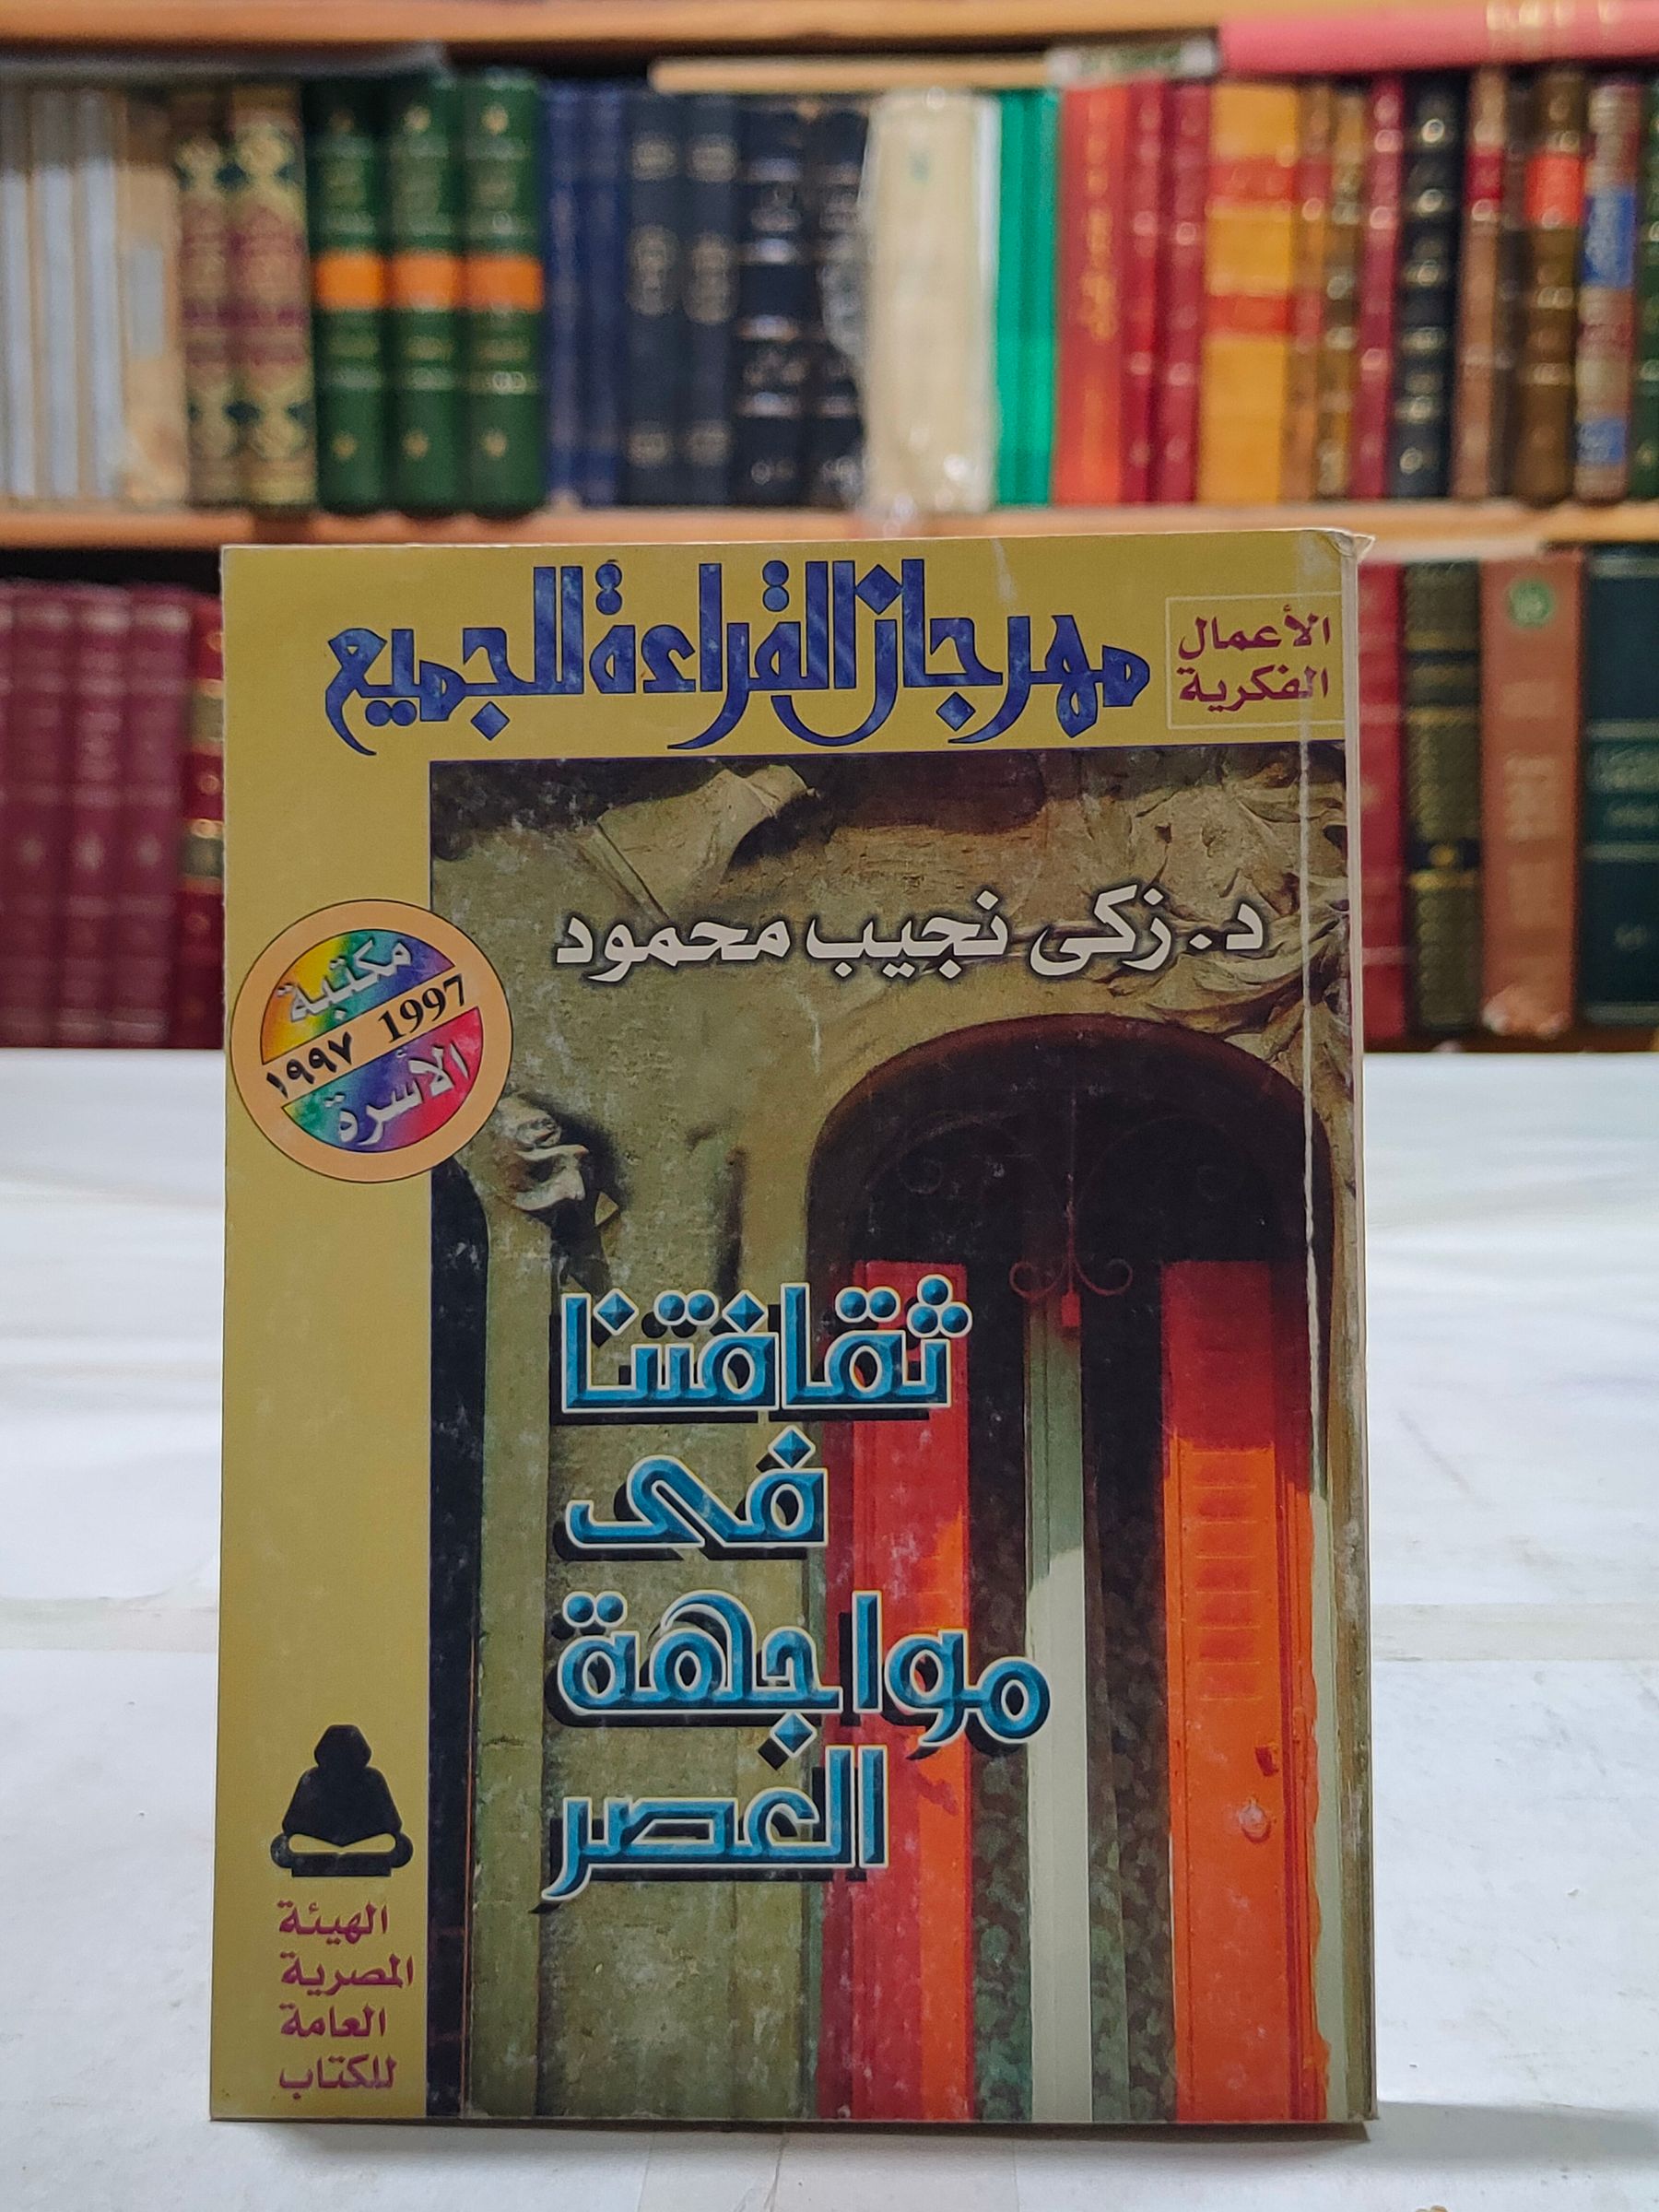 مهرجان القراءة للجميع
الأعمال
الفكرية
د. زكى نجيب محمود
مكتبة
١٩٩٧ 1997
الأسرة
ثقافتنا
فى
مواجهة
العصر
الهيئة
المصرية
العامة
للكتاب